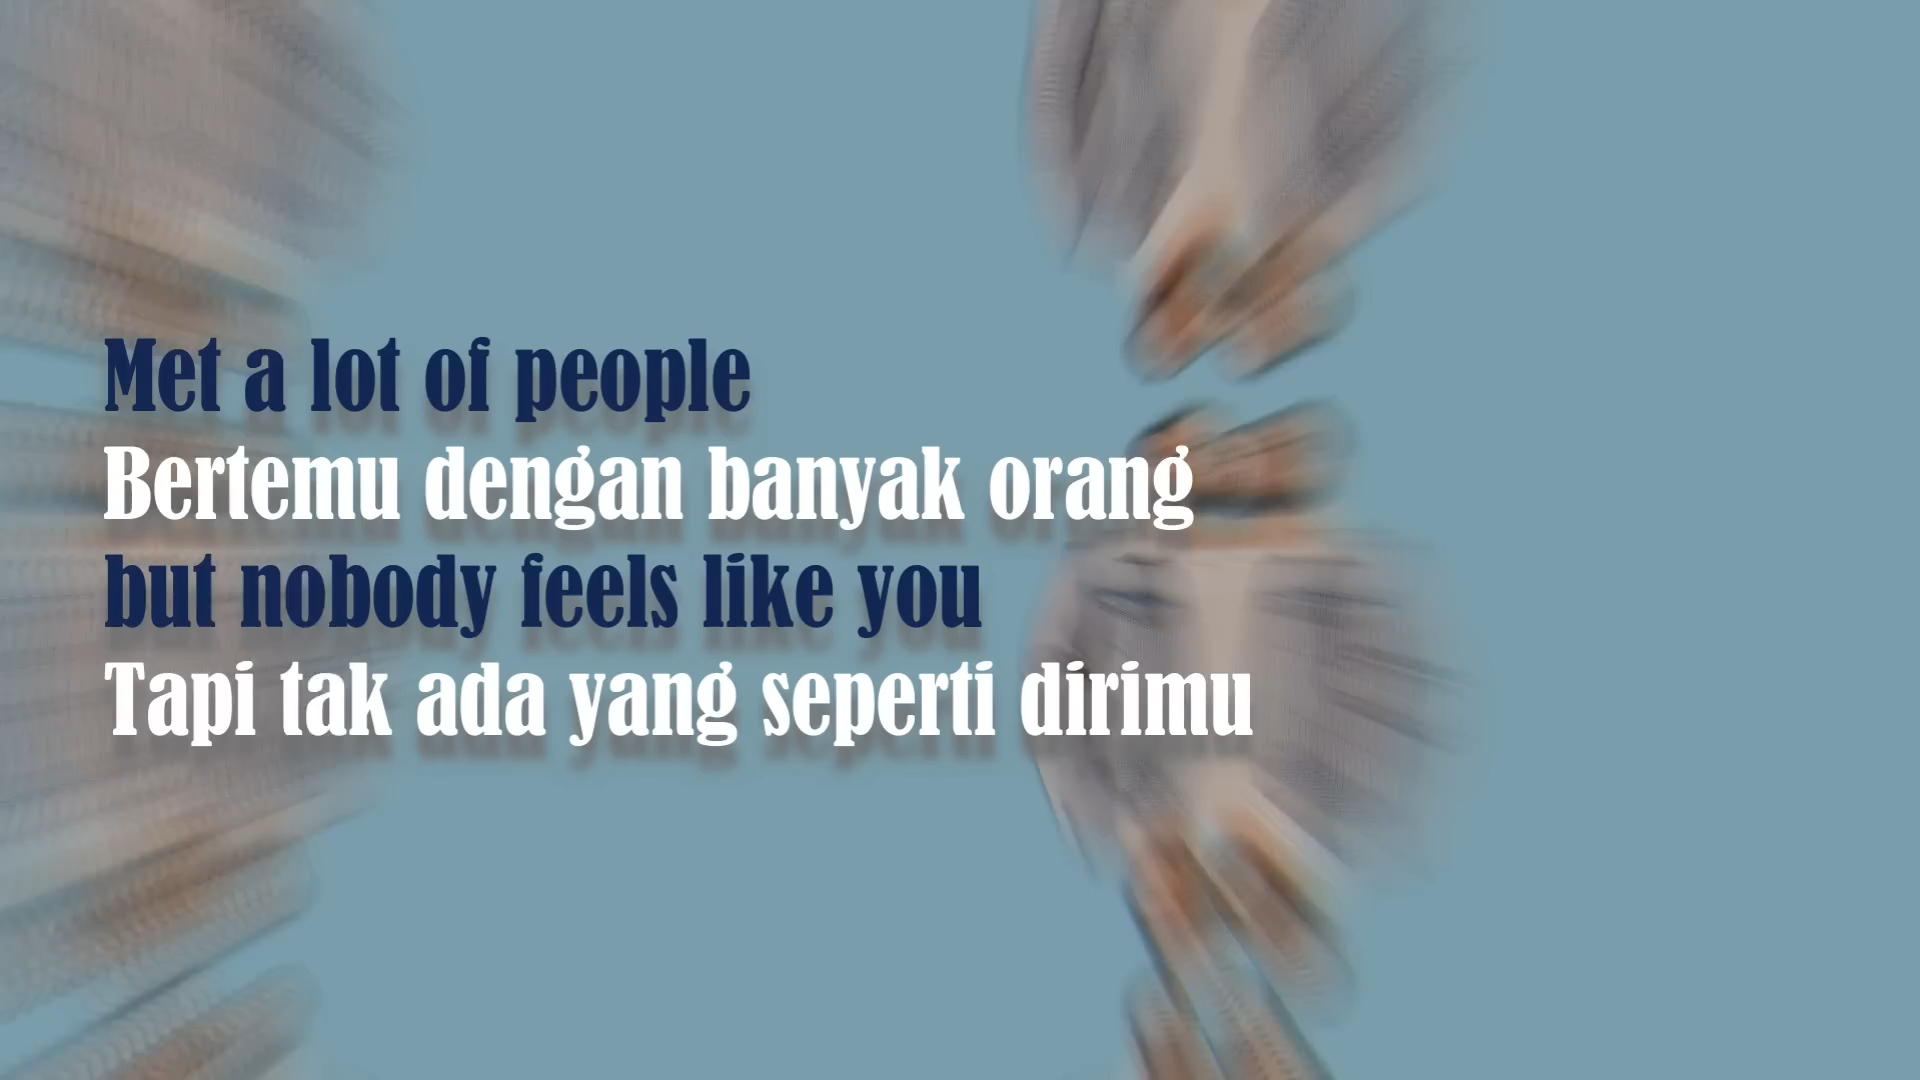 Met a lot of people
Bertemu dengan banyak orang
but nobody feels like you
Tapi tak ada yang seperti dirimu